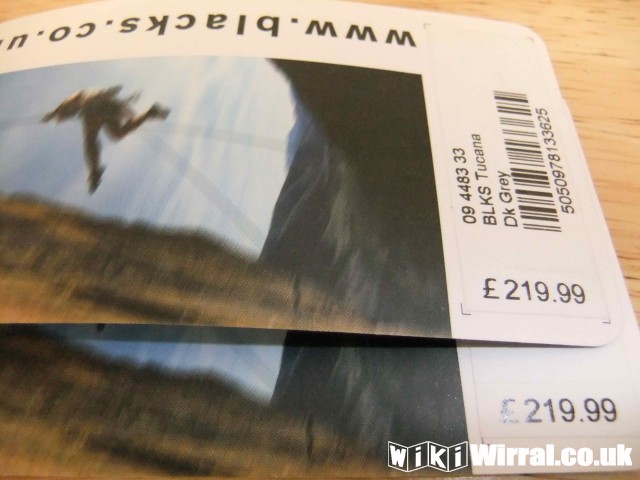 www.blacks.co.u
09 4483 33
BLKS Tucana
Dk Grey
5050978133625
£219.99
£219.99
WiKiWirral.co.uk